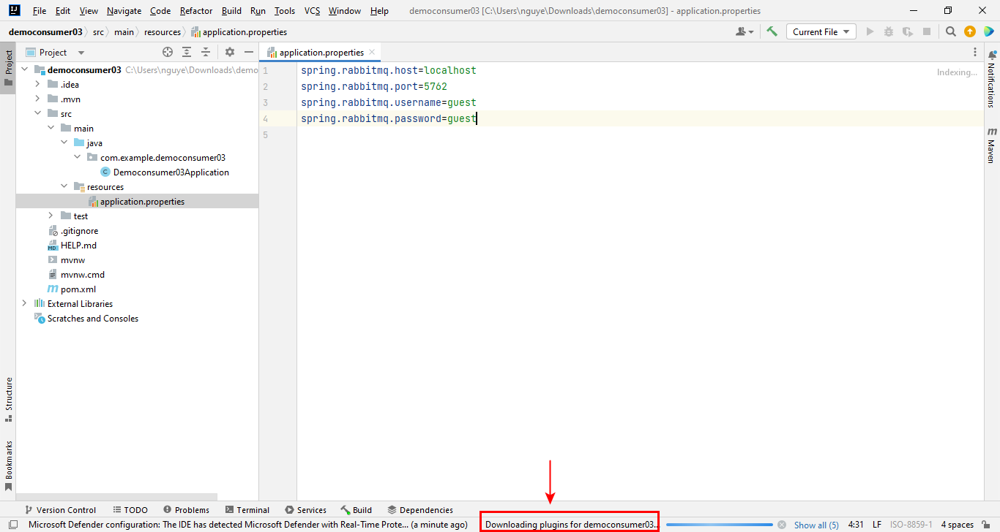 File Edit View Navigate Code Refactor Build Run Tools VCS Window Help democonsumer03 [C:\Users\nguye\Downloads\democonsumer03] - application.properties
democonsumer03 src main resources application.properties Current File
Project
Project
application.properties
Notifications
Maven
Structure
Bookmarks
democonsumer03 C:\Users\nguye\Downloads\demo
.idea
.mvn
src
main
java
com.example.democonsumer03
Democonsumer03Application
resources
application.properties
test
.gitignore
HELP.md
mvnw
mvnw.cmd
pom.xml
External Libraries
Scratches and Consoles
1 spring.rabbitmq.host=localhost
2 spring.rabbitmq.port=5762
3 spring.rabbitmq.username=guest
4 spring.rabbitmq.password=guest
5
Indexing...
Version Control TODO Problems Terminal Services Build Dependencies
Microsoft Defender configuration: The IDE has detected Microsoft Defender with Real-Time Prote... (a minute ago) Downloading plugins for democonsumer03.. Show all (5) 4:31 LF ISO-8859-1 4 spaces